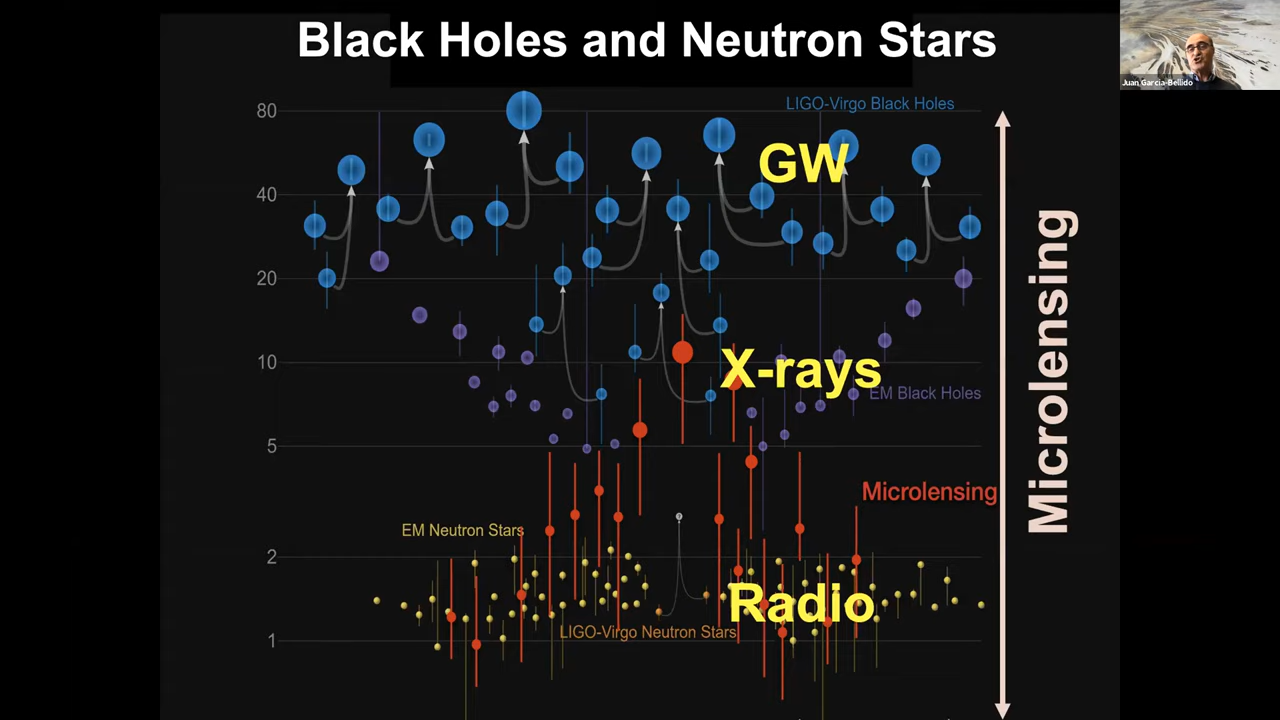 Black Holes and Neutron Stars
Juan García-Bellido
80
LIGO-Virgo Black Holes
GW
40
20
10
X-rays
EM Black Holes
5
Microlensing
Microlensing
EM Neutron Stars
2
Radio
LIGO-Virgo Neutron Stars
1